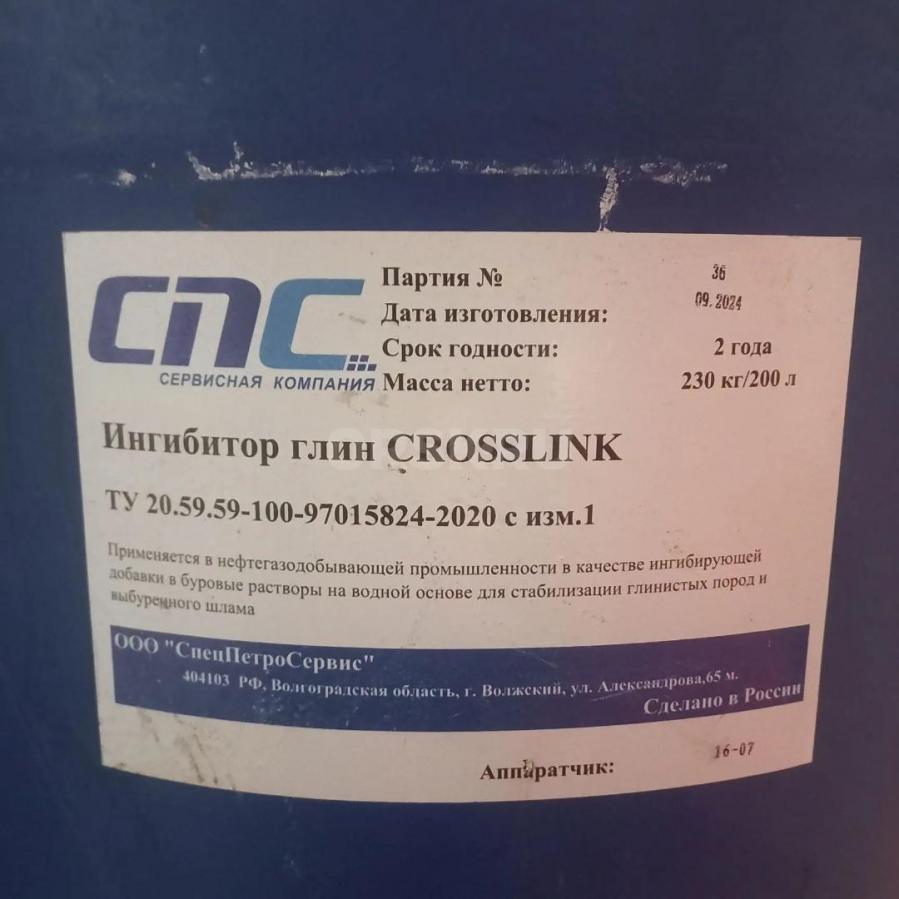 СПС
СЕРВИСНАЯ КОМПАНИЯ
Партия № 36
Дата изготовления: 09.2024
Срок годности: 2 года
Масса нетто: 230 кг/200 л
Ингибитор глин CROSSLINK
ТУ 20.59.59-100-97015824-2020 с изм.1
Применяется в нефтегазодобывающей промышленности в качестве ингибирующей
добавки в буровые растворы на водной основе для стабилизации глинистых пород и
выбуренного шлама
ООО "СпецПетроСервис"
404103 РФ, Волгоградская область, г. Волжский, ул. Александрова,65 м.
Сделано в России
Аппаратчик: 16-07